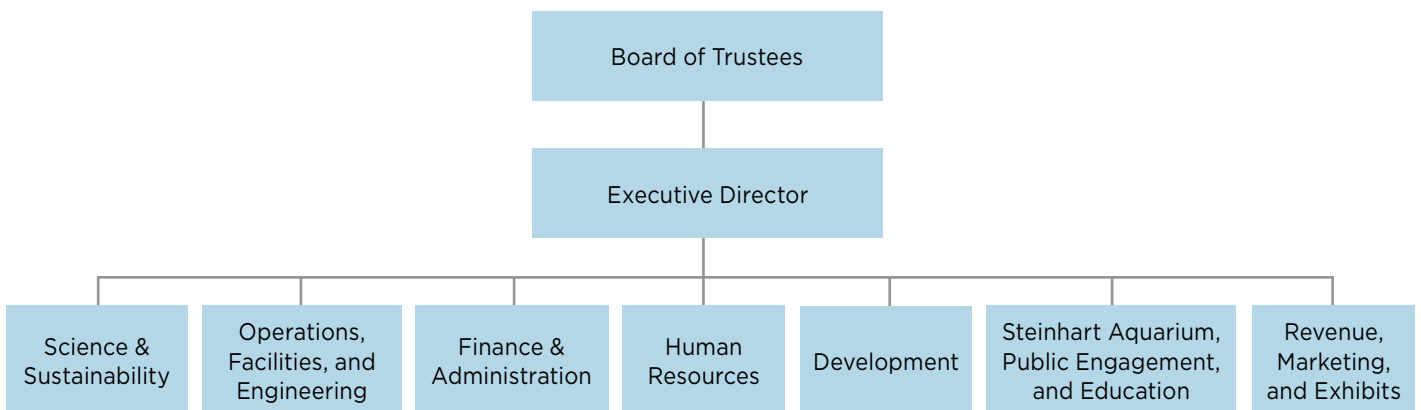 Board of Trustees
Executive Director
Science &
Sustainability
Operations,
Facilities, and
Engineering
Finance &
Administration
Human
Resources
Development
Steinhart Aquarium,
Public Engagement,
and Education
Revenue,
Marketing,
and Exhibits